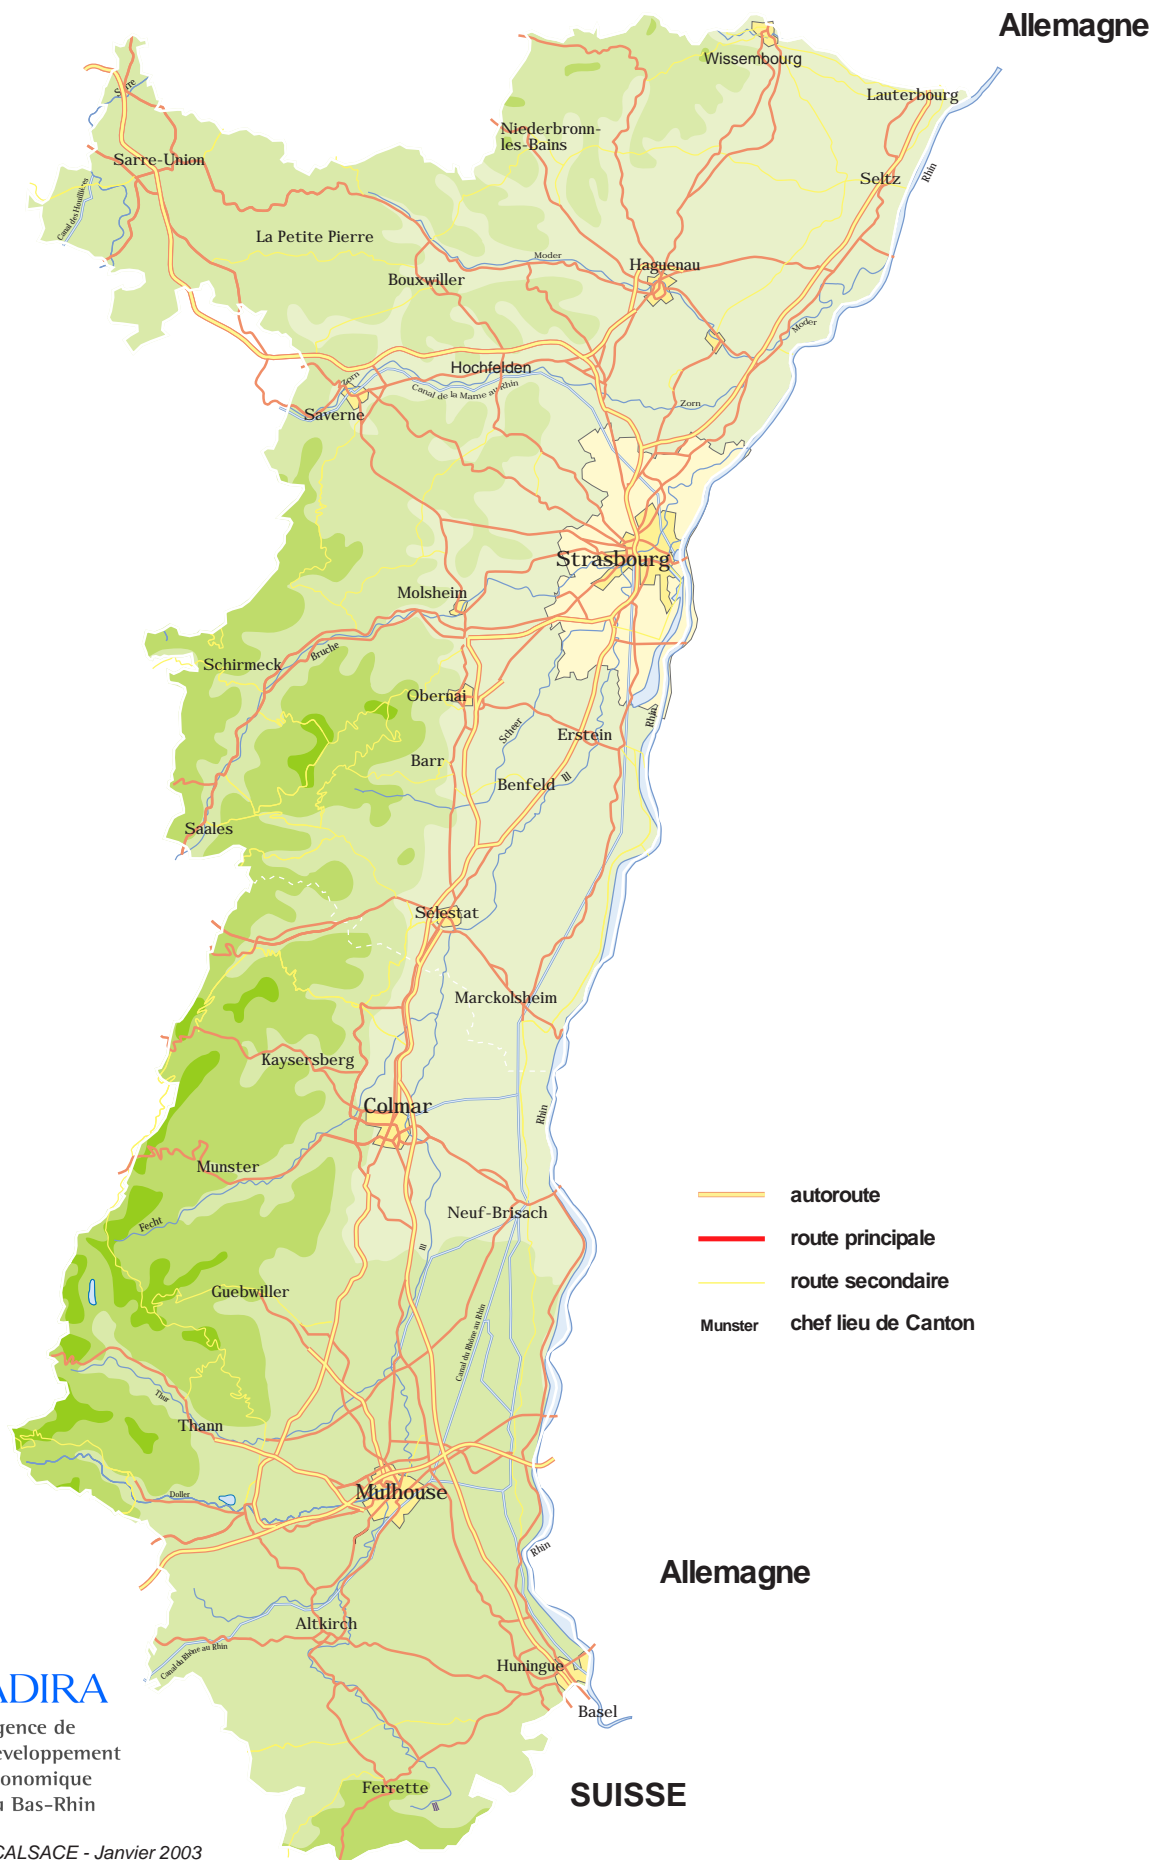 Allemagne
Wissembourg
Lauterbourg
Sarre
Niederbronn-
les-Bains
Sarre-Union
Seltz
Rhin
Canal des Houillères
La Petite Pierre
Moder
Haguenau
Bouxwiller
Moder
Hochfelden
Zorn
Canal de la Marne au Rhin
Zorn
Saverne
Strasbourg
Molsheim
Bruche
Schirmeck
Obernai
Rhin
Scheer
Erstein
Barr
Benfeld
Ill
Saales
Sélestat
Marckolsheim
Kaysersberg
Colmar
Rhin
Munster
autoroute
Neuf-Brisach
Fecht
route principale
Ill
route secondaire
Guebwiller
Munster
chef lieu de Canton
Canal du Rhône au Rhin
Thur
Thann
Mulhouse
Doller
Rhin
Allemagne
Altkirch
Canal du Rhône au Rhin
Huningue
ADIRA
Basel
gence de
éveloppement
onomique
u Bas-Rhin
Ferrette
SUISSE
Ill
CALSACE - Janvier 2003